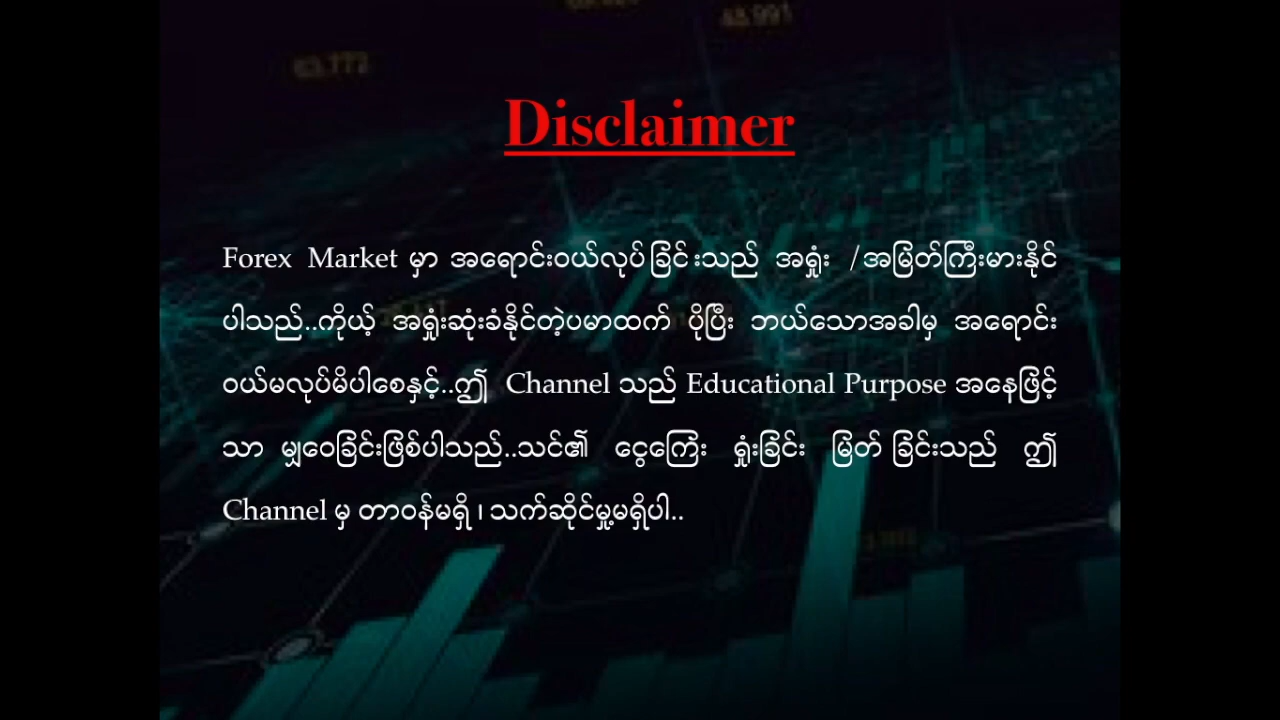 63.772
48.991
Disclaimer
Forex Market မှာ အရောင်းဝယ်လုပ်ခြင်းသည် အရှုံး /အမြတ်ကြီးမားနိုင်
ပါသည်..ကိုယ့် အရှုံးဆုံးခံနိုင်တဲ့ပမာထက် ပိုပြီး ဘယ်သောအခါမှ အရောင်း
ဝယ်မလုပ်မိပါစေနှင့်..ဤ Channel သည် Educational Purpose အနေဖြင့်
သာ မျှဝေခြင်းဖြစ်ပါသည်..သင်၏ ငွေကြေး ရှုံးခြင်း မြတ်ခြင်းသည် ဤ
Channel မှ တာဝန်မရှိ ၊ သက်ဆိုင်မှု့မရှိပါ..